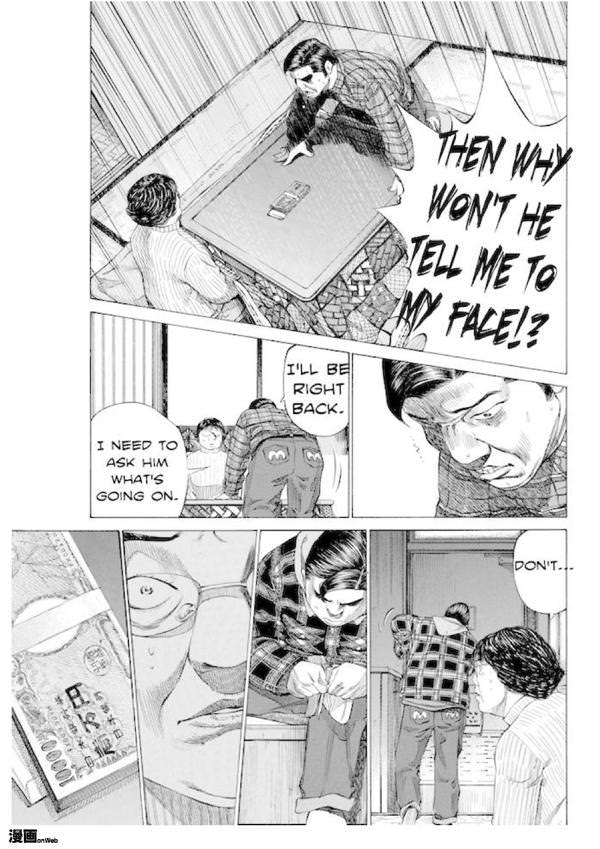 THEN WHY
WON'T HE
TELL ME TO
MY FACE!?
I'LL BE
RIGHT
BACK.
I NEED TO
ASK HIM
WHAT'S
GOING ON.
DON'T...
漫画onWeb